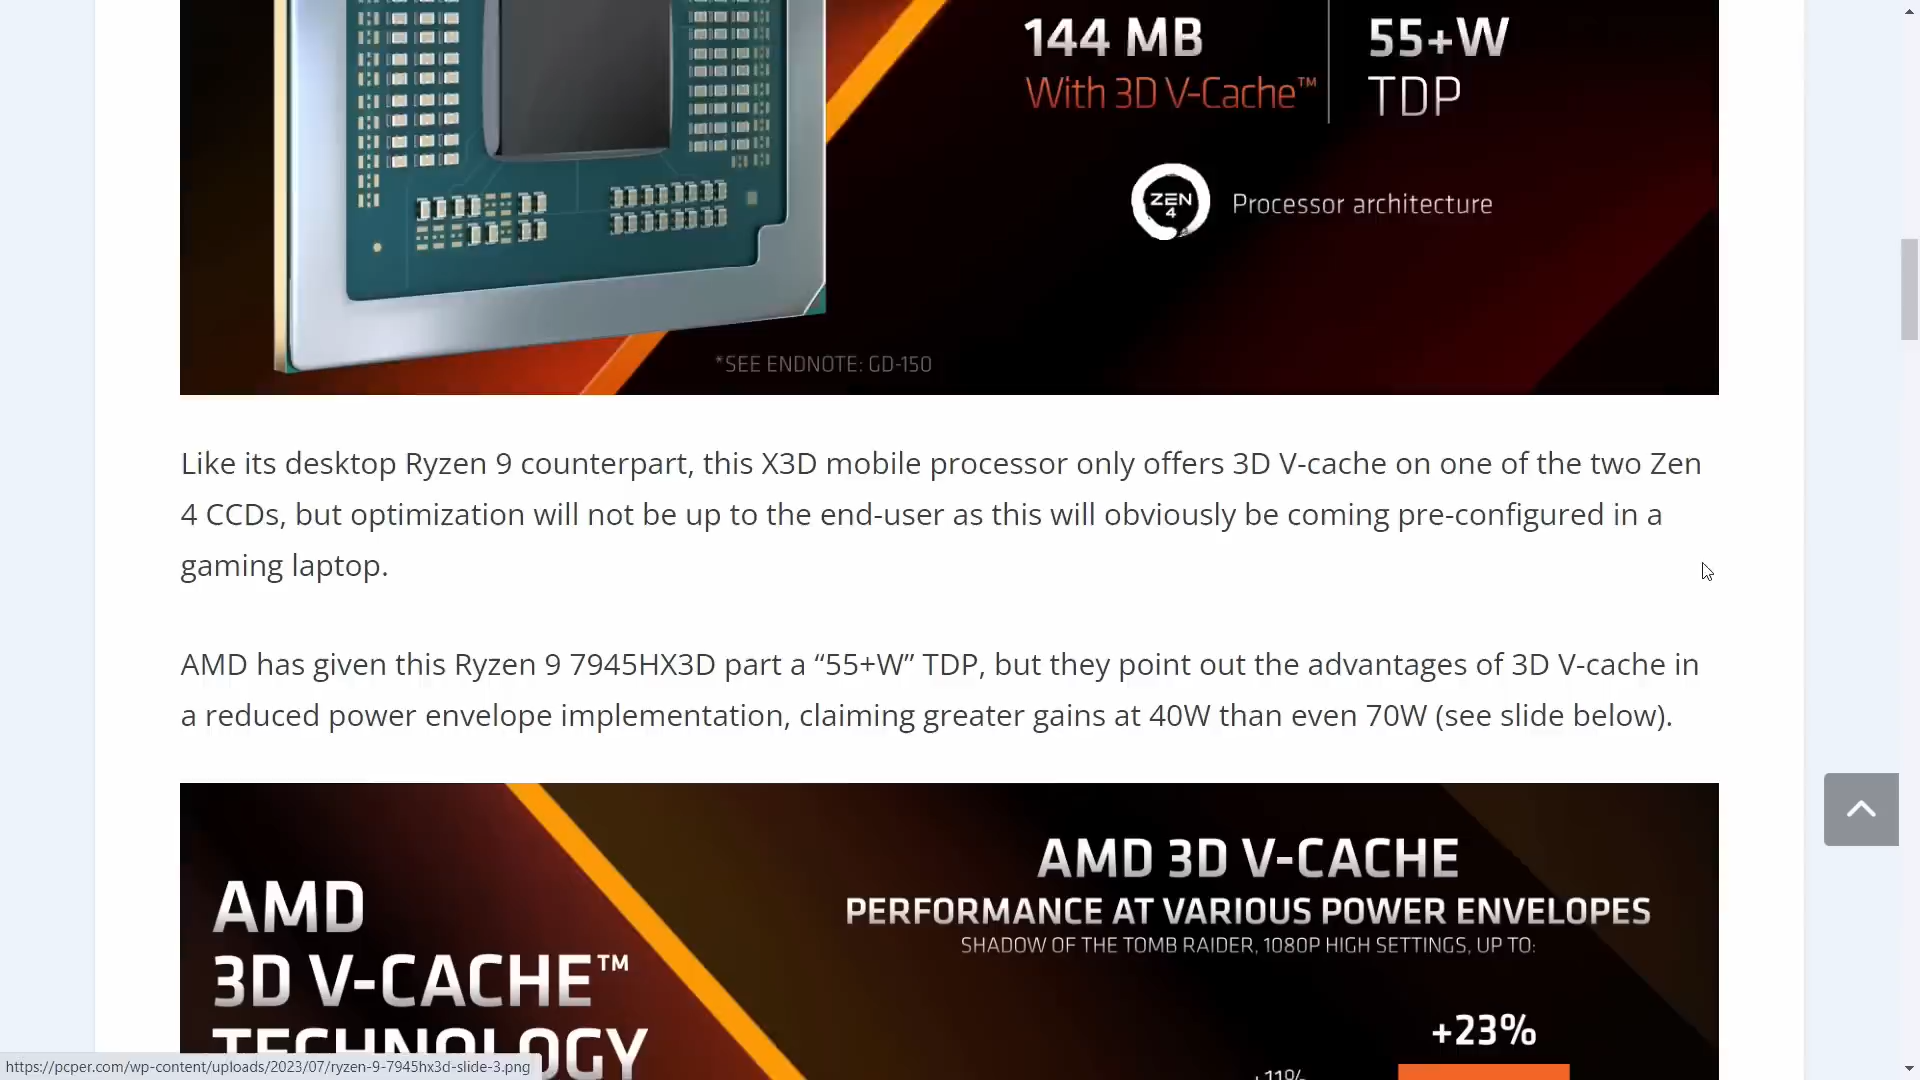 144 MB
With 3D V-Cache™
55+W
TDP
ZEN
4
Processor architecture
*SEE ENDNOTE: GD-150
Like its desktop Ryzen 9 counterpart, this X3D mobile processor only offers 3D V-cache on one of the two Zen
4 CCDs, but optimization will not be up to the end-user as this will obviously be coming pre-configured in a
gaming laptop.
AMD has given this Ryzen 9 7945HX3D part a “55+W” TDP, but they point out the advantages of 3D V-cache in
a reduced power envelope implementation, claiming greater gains at 40W than even 70W (see slide below).
AMD
3D V-CACHE™
TECHNOLOGY
AMD 3D V-CACHE
PERFORMANCE AT VARIOUS POWER ENVELOPES
SHADOW OF THE TOMB RAIDER, 1080P HIGH SETTINGS, UP TO:
+23%
+11%
https://pcper.com/wp-content/uploads/2023/07/ryzen-9-7945hx3d-slide-3.png